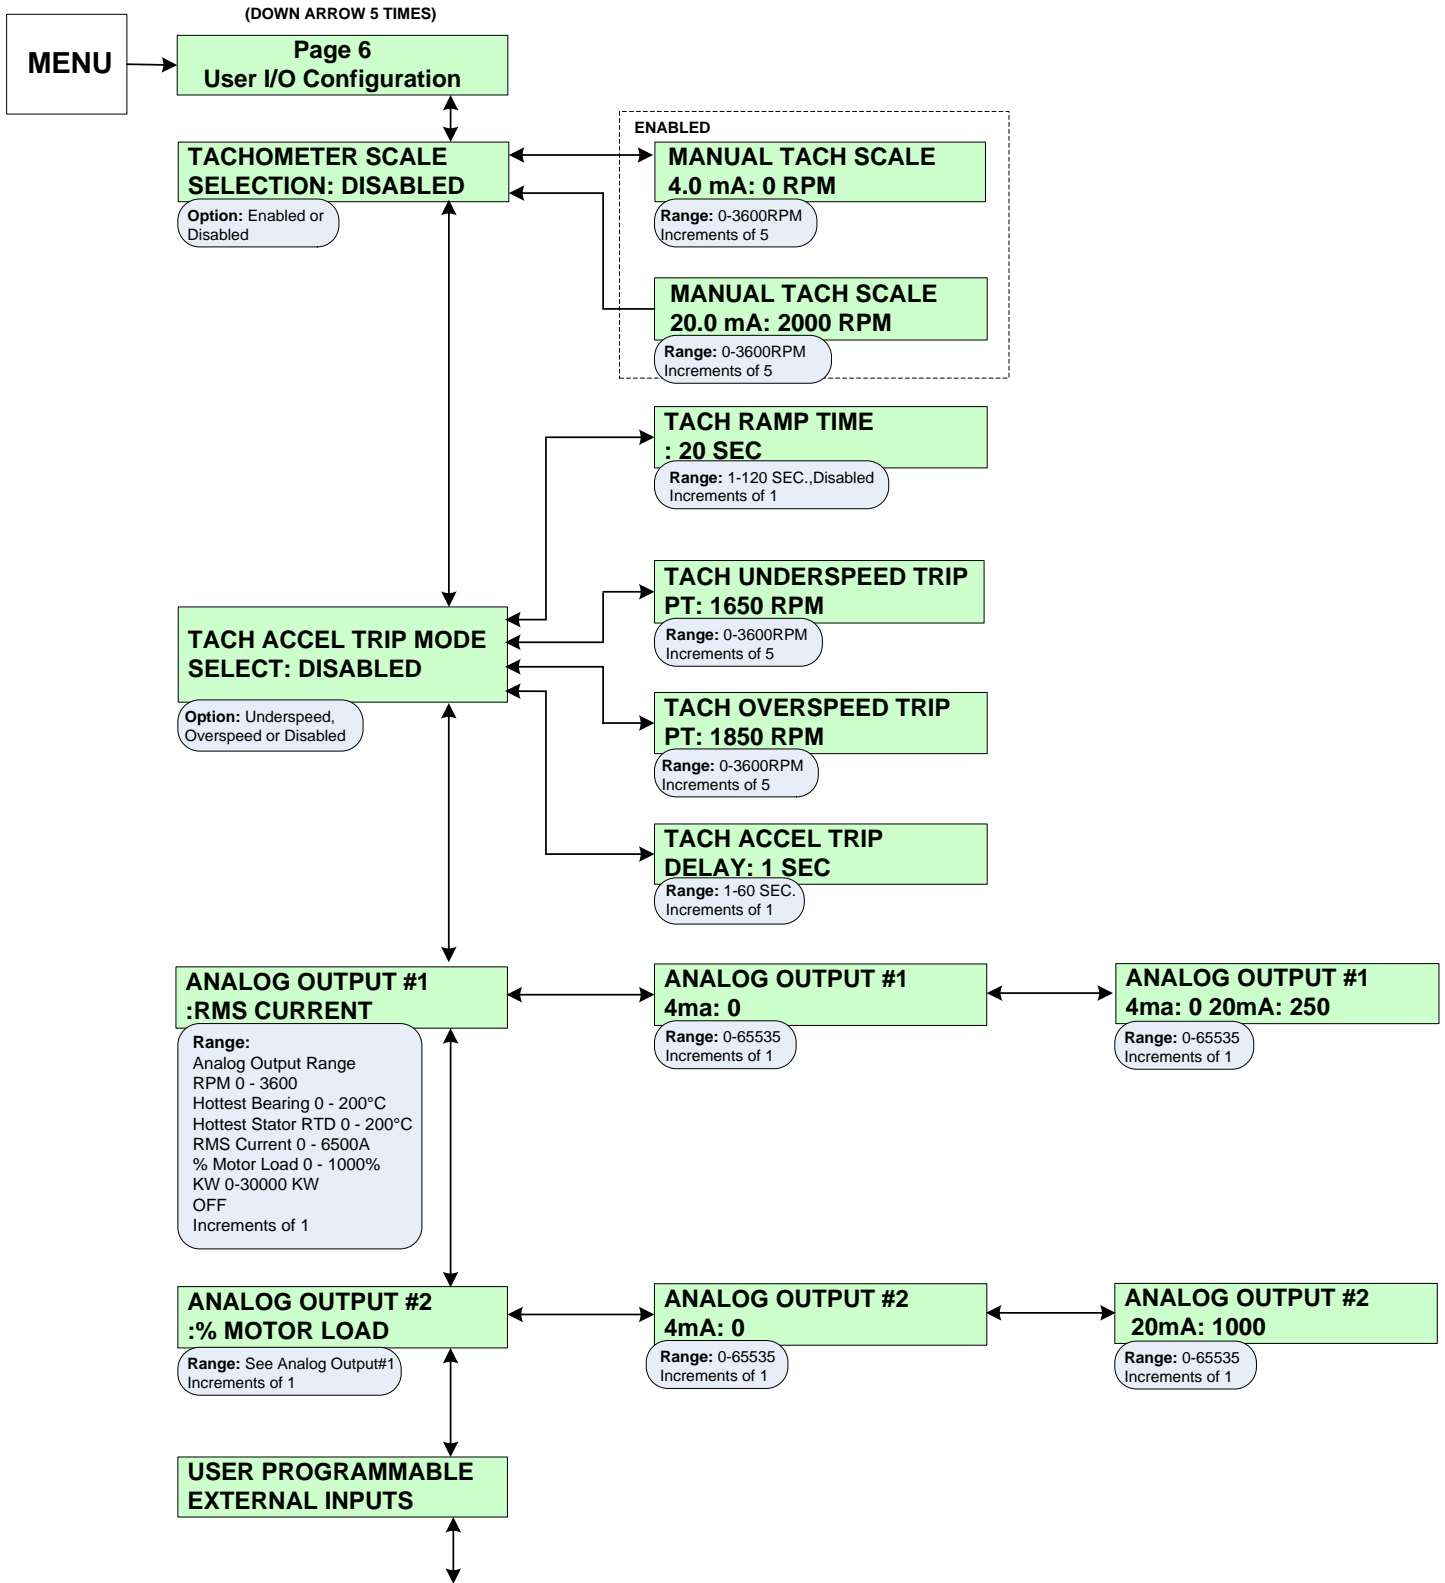 (DOWN ARROW 5 TIMES)
MENU
Page 6
User I/O Configuration
TACHOMETER SCALE
SELECTION: DISABLED
Option: Enabled or
Disabled
ENABLED
MANUAL TACH SCALE
4.0 mA: 0 RPM
Range: 0-3600RPM
Increments of 5
MANUAL TACH SCALE
20.0 mA: 2000 RPM
Range: 0-3600RPM
Increments of 5
TACH RAMP TIME
: 20 SEC
Range: 1-120 SEC.,Disabled
Increments of 1
TACH UNDERSPEED TRIP
PT: 1650 RPM
Range: 0-3600RPM
Increments of 5
TACH ACCEL TRIP MODE
SELECT: DISABLED
Option: Underspeed,
Overspeed or Disabled
TACH OVERSPEED TRIP
PT: 1850 RPM
Range: 0-3600RPM
Increments of 5
TACH ACCEL TRIP
DELAY: 1 SEC
Range: 1-60 SEC.
Increments of 1
ANALOG OUTPUT #1
:RMS CURRENT
Range:
Analog Output Range
RPM 0 - 3600
Hottest Bearing 0 - 200°C
Hottest Stator RTD 0 - 200°C
RMS Current 0 - 6500A
% Motor Load 0 - 1000%
KW 0-30000 KW
OFF
Increments of 1
ANALOG OUTPUT #1
4ma: 0
Range: 0-65535
Increments of 1
ANALOG OUTPUT #1
4ma: 0 20mA: 250
Range: 0-65535
Increments of 1
ANALOG OUTPUT #2
:% MOTOR LOAD
Range: See Analog Output#1
Increments of 1
ANALOG OUTPUT #2
4mA: 0
Range: 0-65535
Increments of 1
ANALOG OUTPUT #2
20mA: 1000
Range: 0-65535
Increments of 1
USER PROGRAMMABLE
EXTERNAL INPUTS